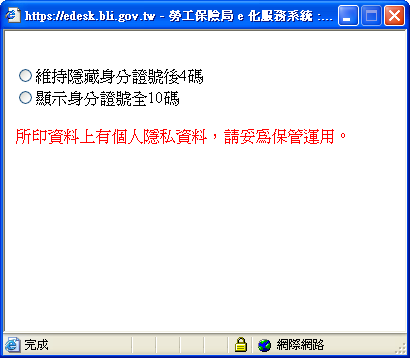 https://edesk.bli.gov.tw - 勞工保險局 e 化服務系統 :...
維持隱藏身分證號後4碼
顯示身分證號全10碼
所印資料上有個人隱私資料，請妥為保管運用。
完成
網際網路